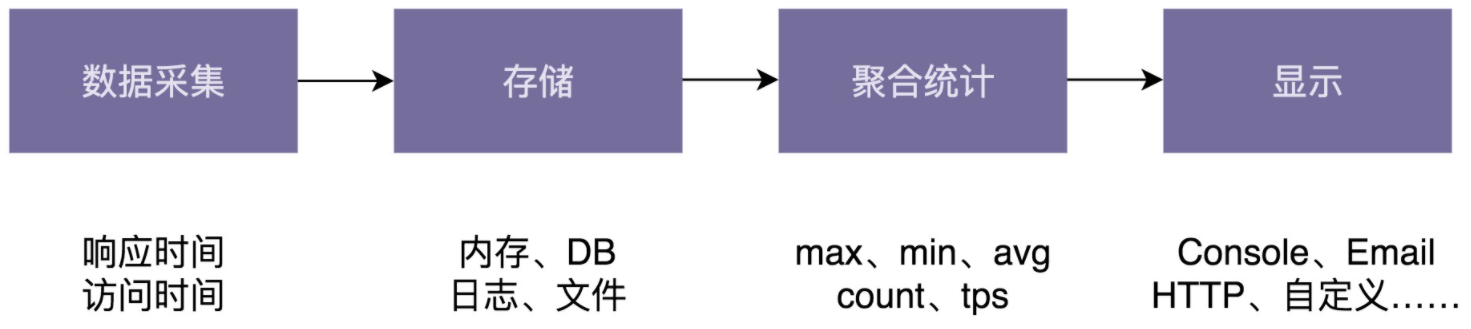 数据采集
存储
聚合统计
显示
响应时间
访问时间
内存、DB
日志、文件
max、min、avg
count、tps
Console、Email
HTTP、自定义……